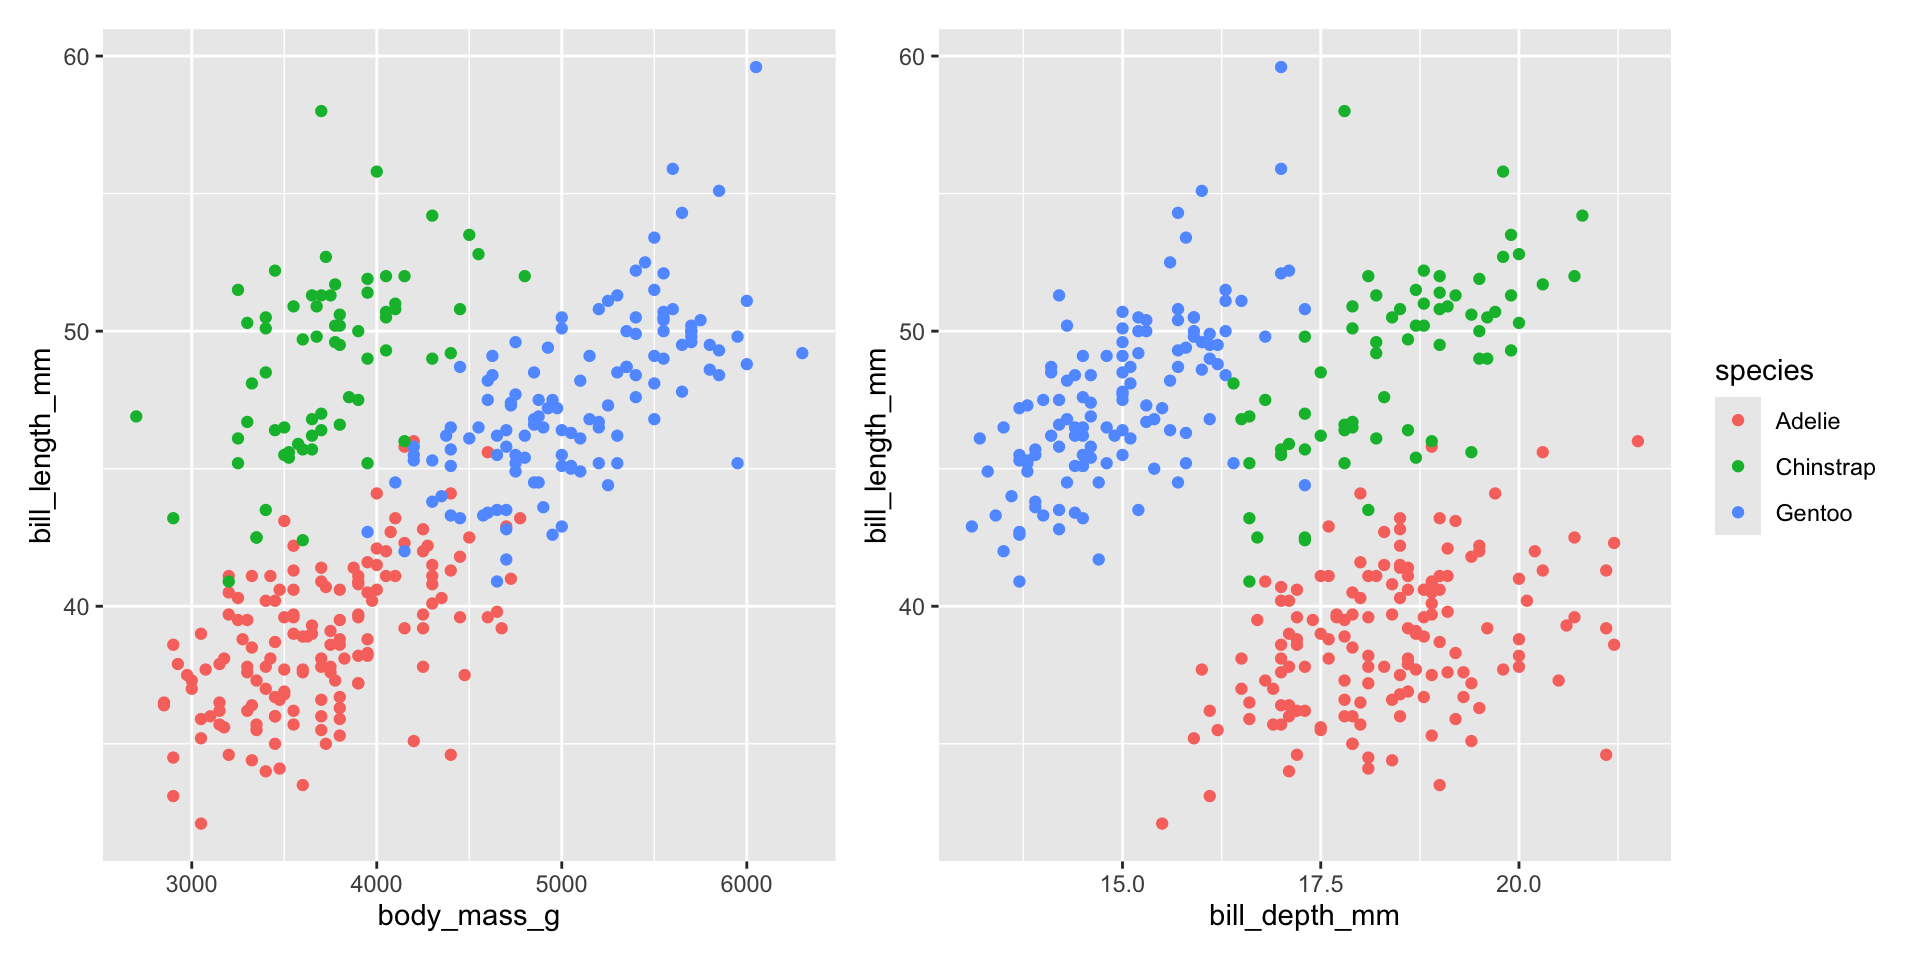 60
50
40
bill_length_mm
3000 4000 5000 6000
body_mass_g
60
50
40
bill_length_mm
15.0 17.5 20.0
bill_depth_mm
species
Adelie
Chinstrap
Gentoo